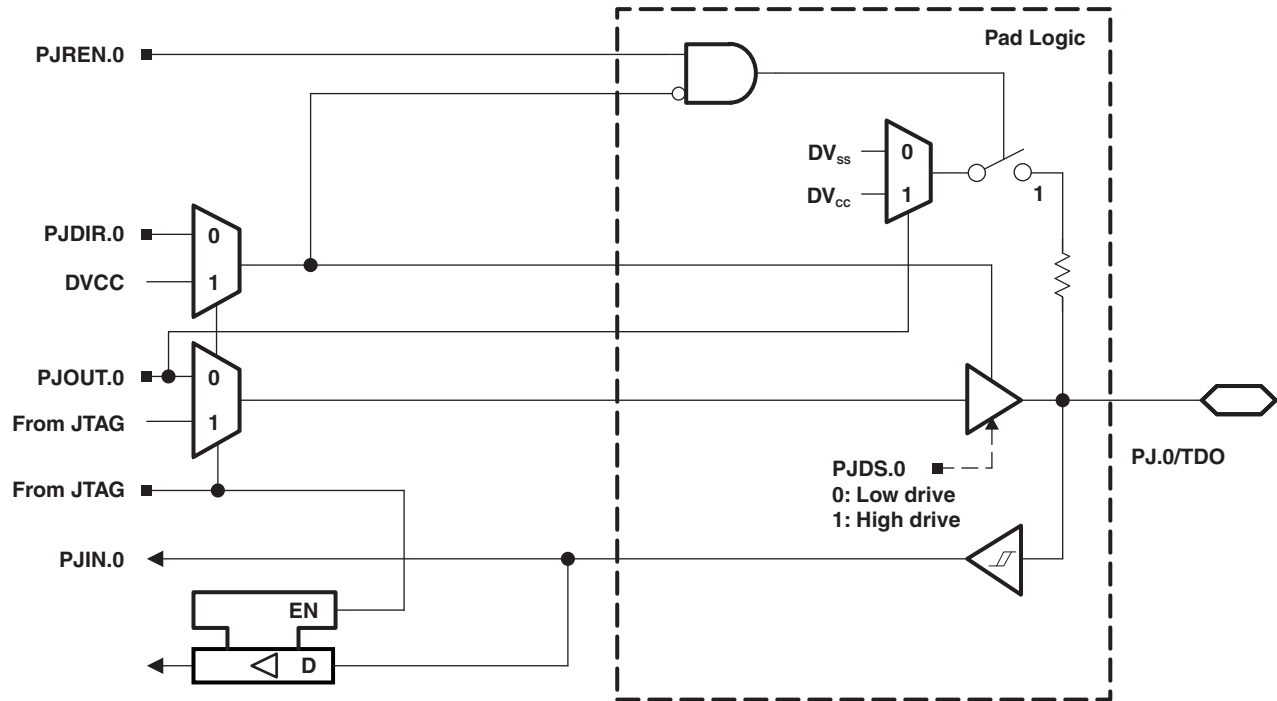 Pad Logic
PJREN.0
DVss
0
DVcc
1
1
PJDIR.0
0
DVCC
1
PJOUT.0
0
From JTAG
1
PJ.0/TDO
PJDS.0
0: Low drive
1: High drive
From JTAG
PJIN.0
EN
D